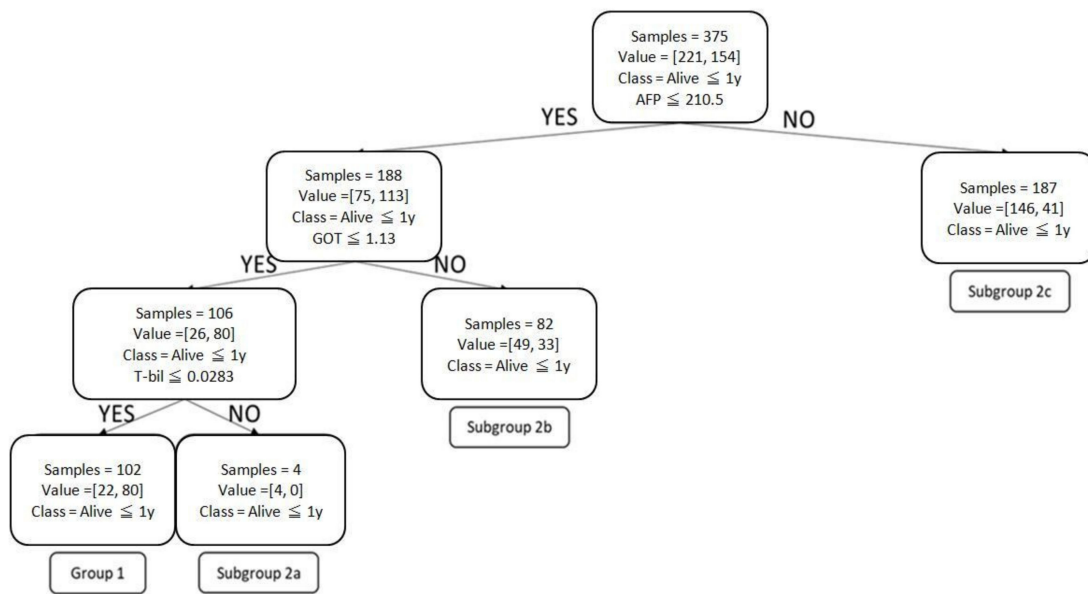 Samples = 375
Value = [221, 154]
Class = Alive ≦ 1y
AFP ≦ 210.5
YES
NO
Samples = 188
Value =[75, 113]
Class = Alive ≦ 1y
GOT ≦ 1.13
Samples = 187
Value =[146, 41]
Class = Alive ≦ 1y
Subgroup 2c
YES
NO
Samples = 106
Value =[26, 80]
Class = Alive ≦ 1y
T-bil ≦ 0.0283
Samples = 82
Value =[49, 33]
Class = Alive ≦ 1y
Subgroup 2b
YES
NO
Samples = 102
Value =[22, 80]
Class = Alive ≦ 1y
Group 1
Samples = 4
Value =[4, 0]
Class = Alive ≦ 1y
Subgroup 2a